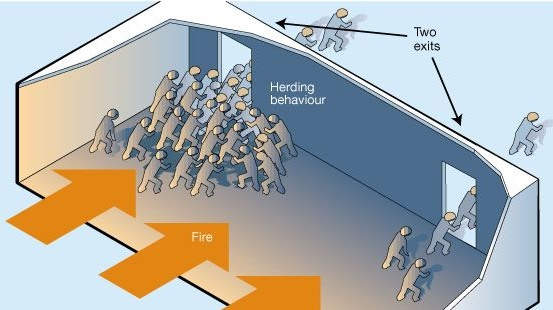 Two
exits
Herding
behaviour
Fire